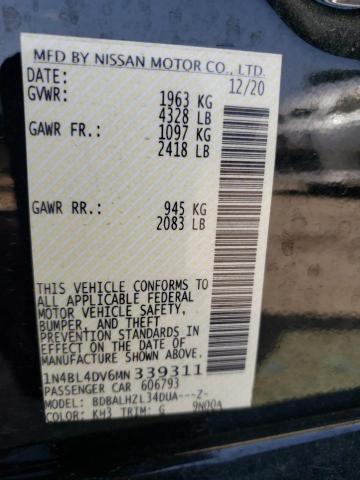 MFD BY NISSAN MOTOR CO., LTD.
DATE: 12/20
GVWR: 1963 KG
4328 LB
GAWR FR.: 1097 KG
2418 LB
GAWR RR.: 945 KG
2083 LB
THIS VEHICLE CONFORMS TO
ALL APPLICABLE FEDERAL
MOTOR VEHICLE SAFETY,
BUMPER, AND THEFT
PREVENTION STANDARDS
IN EFFECT ON THE DATE OF
MANUFACTURE SHOWN ABOVE.
1N4BL4DV6MN 339311
PASSENGER CAR 606793
MODEL: BDBALHZL34DUA---Z-
COLOR: KH3 TRIM: G 9N00A